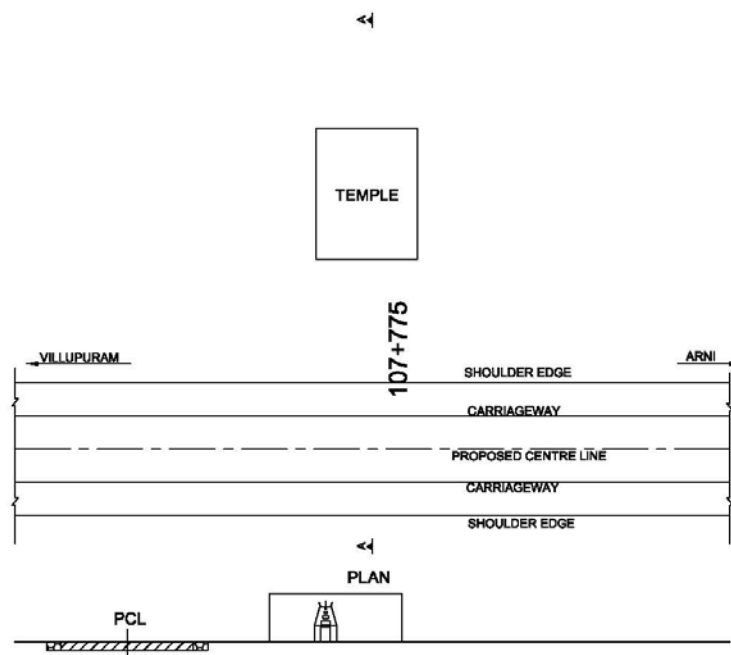 A
TEMPLE
107+775
VILLUPURAM
ARNI
SHOULDER EDGE
CARRIAGEWAY
PROPOSED CENTRE LINE
CARRIAGEWAY
SHOULDER EDGE
A
PLAN
PCL